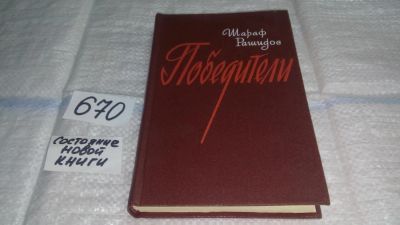 Шараф
Рашидов
Победители
670
состояние
новой
книги